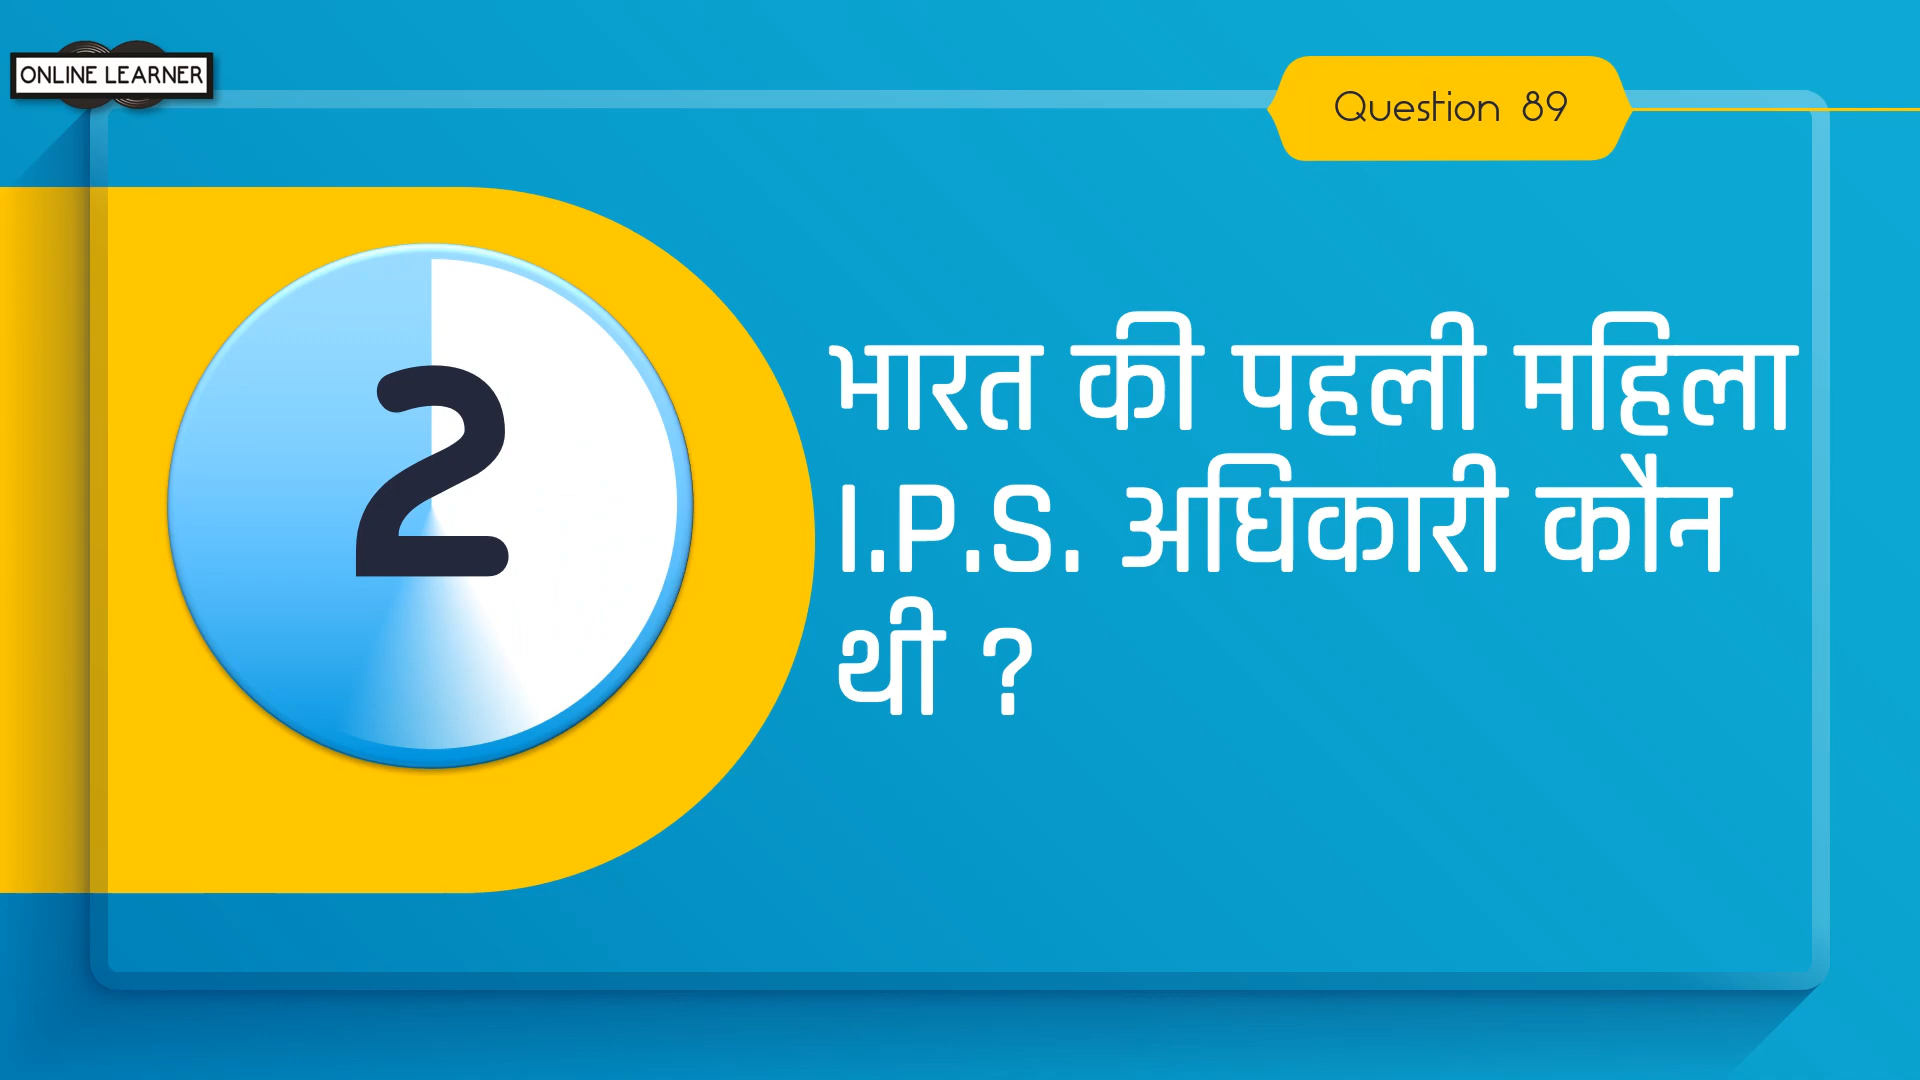 ONLINE LEARNER
Question 89
2
भारत की पहली महिला
I.P.S. अधिकारी कौन
थी ?